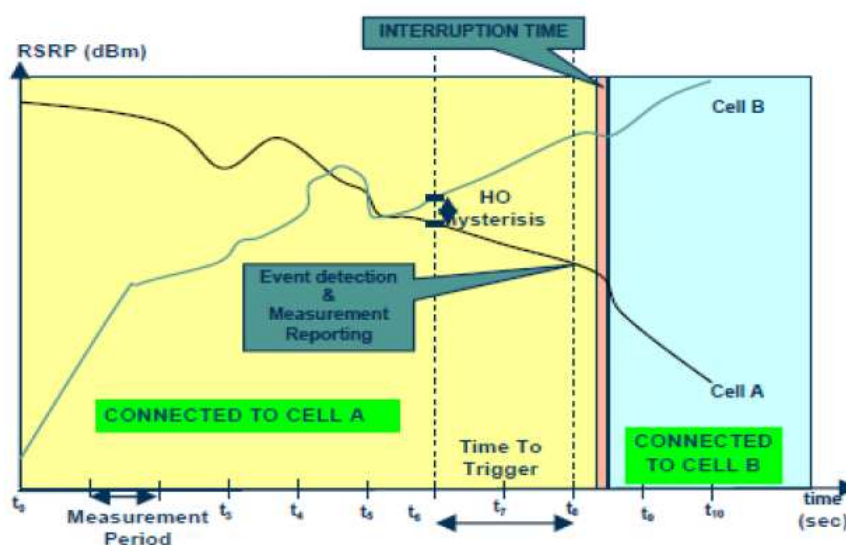 INTERRUPTION TIME
RSRP (dBm)
Cell B
HO
hysterisis
Event detection
&
Measurement
Reporting
Cell A
CONNECTED TO CELL A
Time To
Trigger
CONNECTED
TO CELL B
t₀ t₃ t₄ t₅ t₆ t₇ t₈ t₉ t₁₀ time
(sec)
Measurement
Period